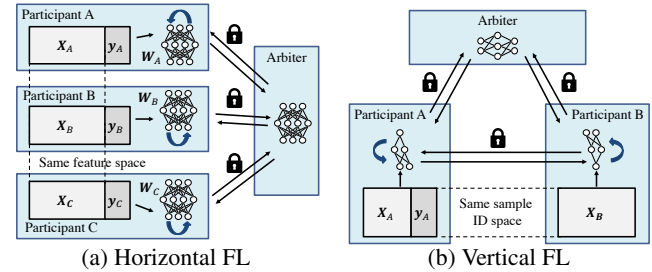 Participant A
X_A y_A
W_A
Participant B
X_B y_B
W_B
Same feature space
X_C y_C
W_C
Participant C
Arbiter
(a) Horizontal FL
Arbiter
Participant A
Participant B
X_A y_A
Same sample
ID space
X_B
(b) Vertical FL